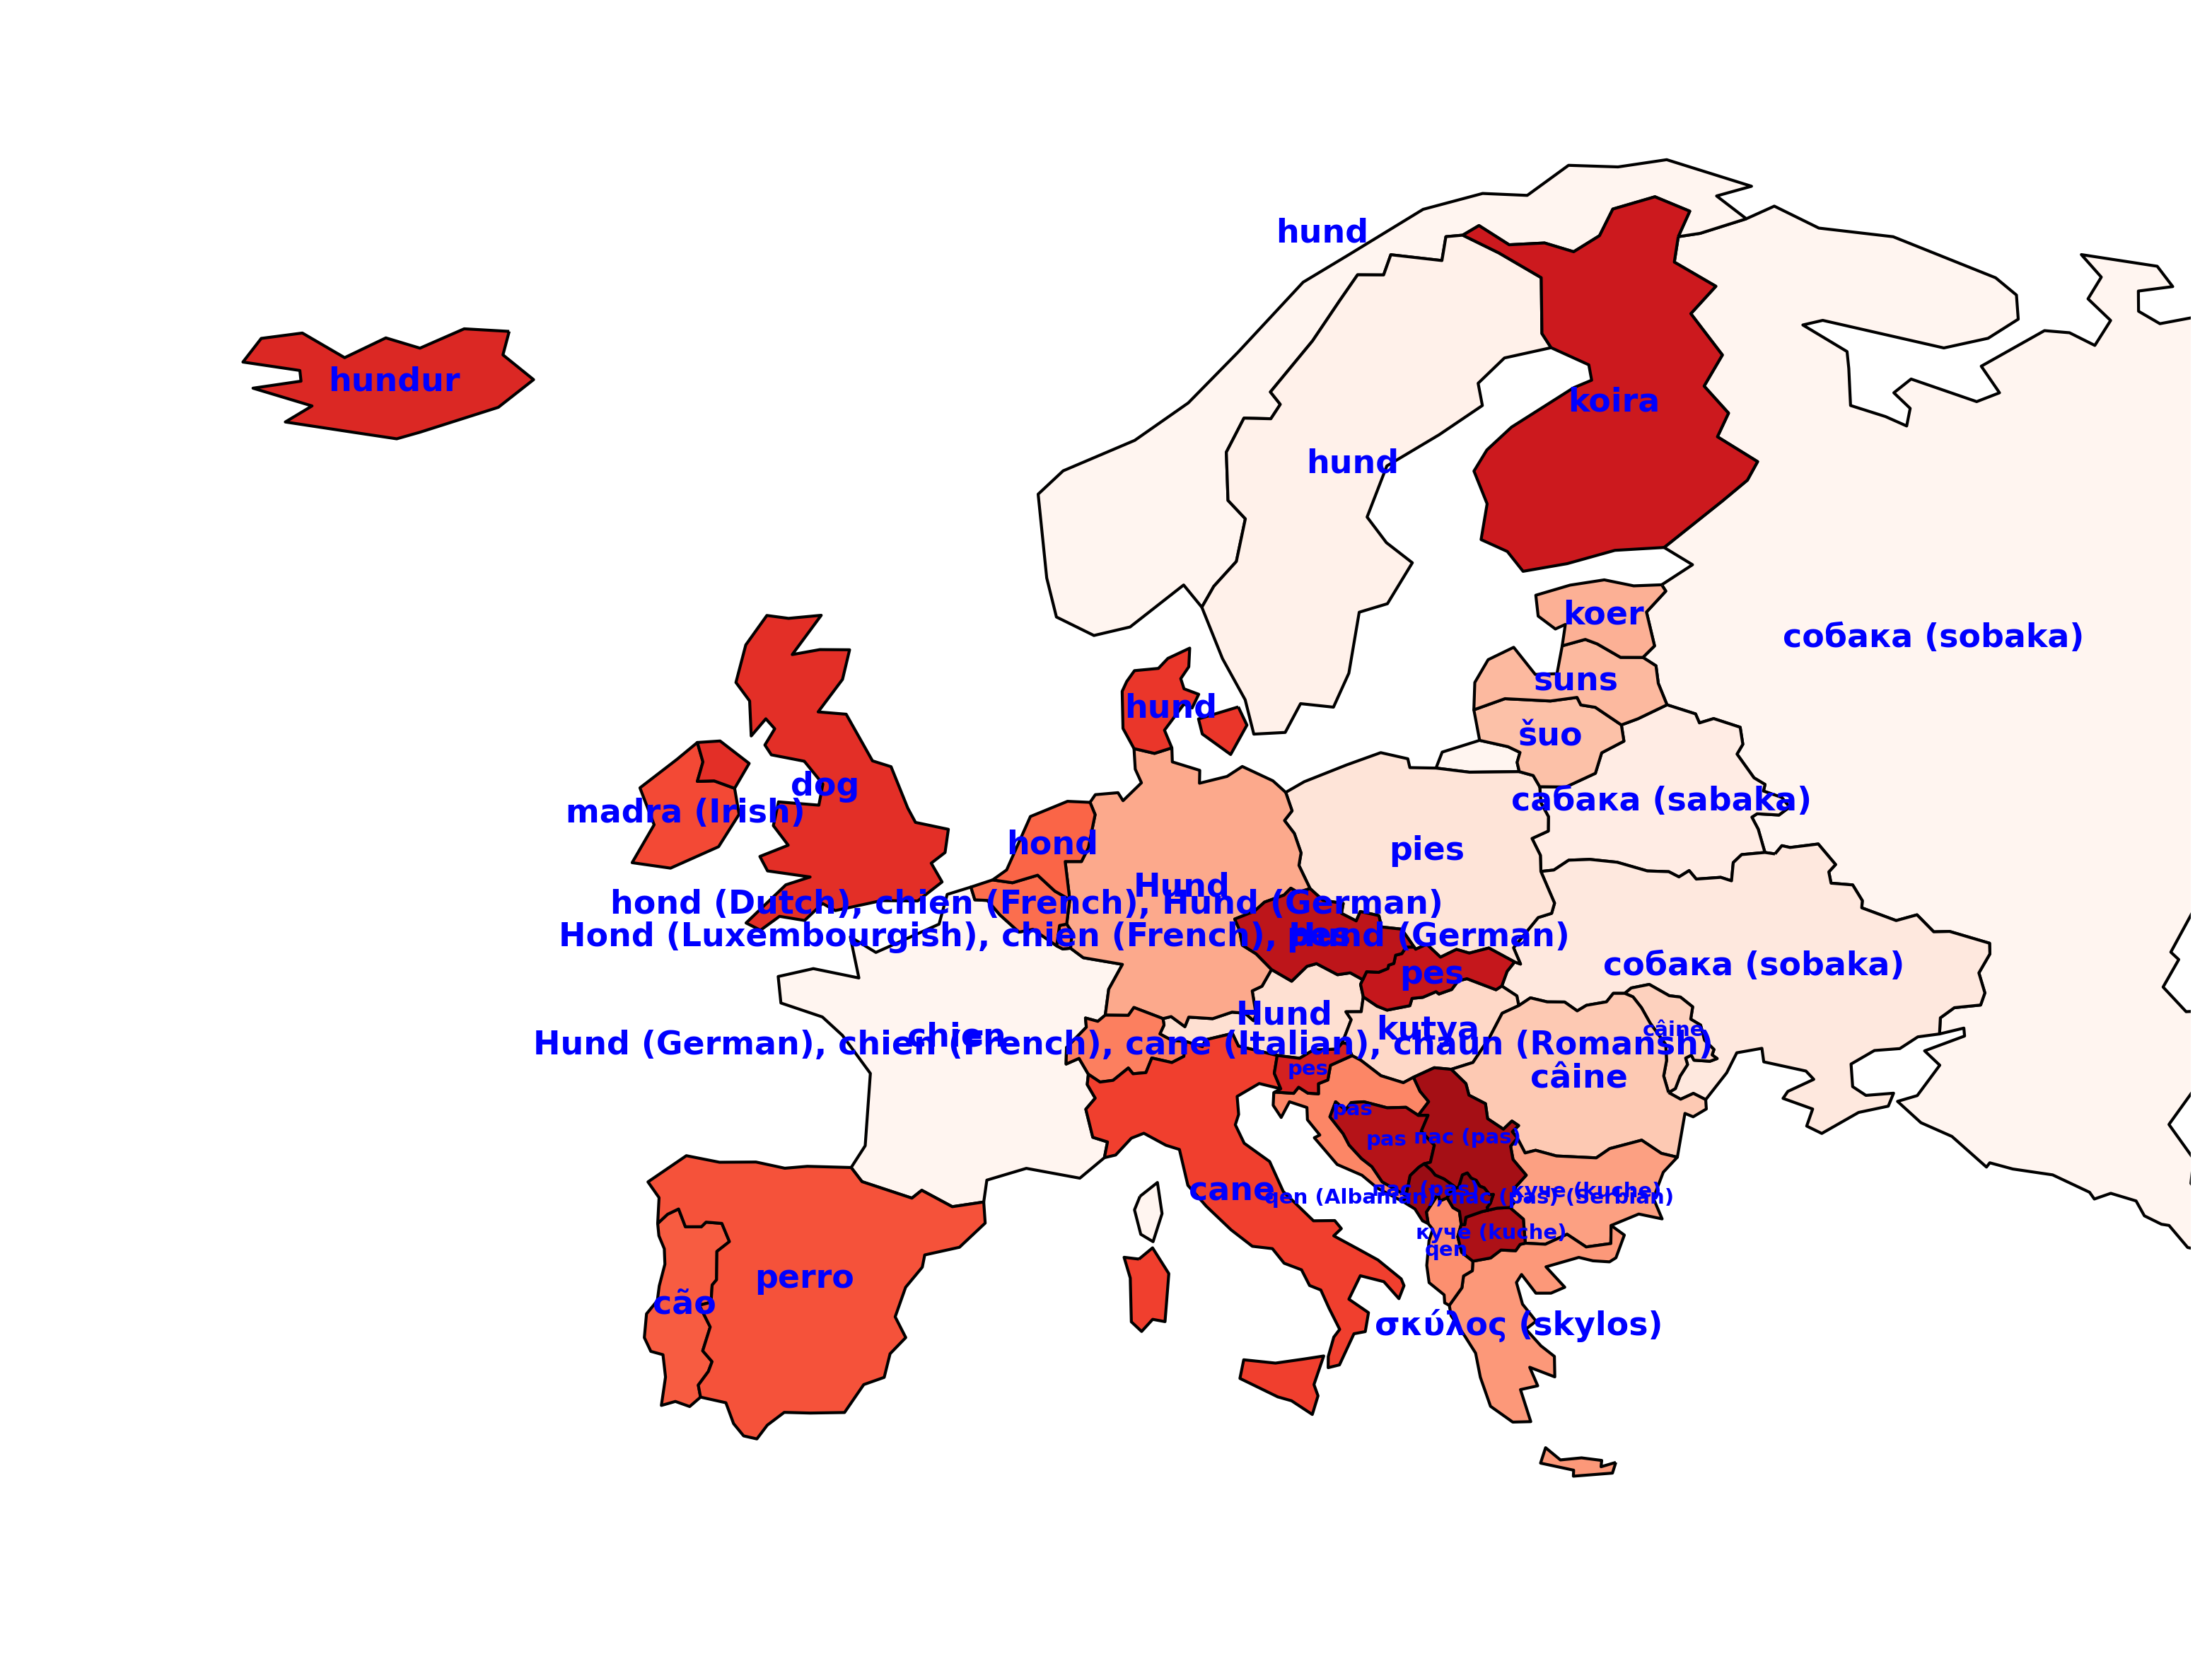 hund
hundur
koira
hund
koer
собака (sobaka)
suns
hund
šuo
dog
сабака (sabaka)
madra (Irish)
hond
pies
Hund
hond (Dutch), chien (French), Hund (German)
Hond (Luxembourgish), chien (French), Hund (German)
pes
собака (sobaka)
pes
Hund
kutya
câine
chien
Hund (German), chien (French), cane (Italian), chaun (Romansh)
pes
câine
pas
pas
пас (pas)
cane
пас (pas)
куче (kuche)
qen (Albanian), пас (pas) (Serbian)
куче (kuche)
qen
perro
cão
σκύλος (skylos)